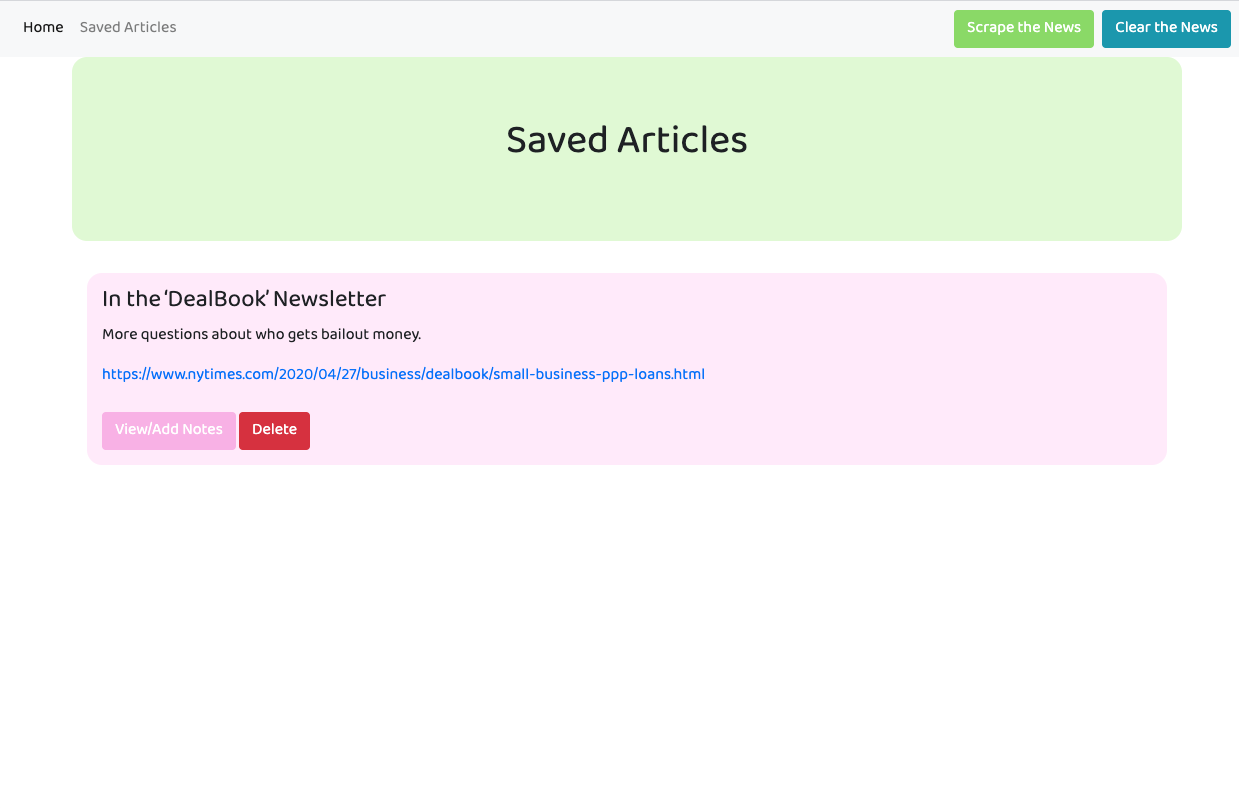 Home Saved Articles Scrape the News Clear the News
Saved Articles
In the ‘DealBook’ Newsletter
More questions about who gets bailout money.
https://www.nytimes.com/2020/04/27/business/dealbook/small-business-ppp-loans.html
View/Add Notes Delete